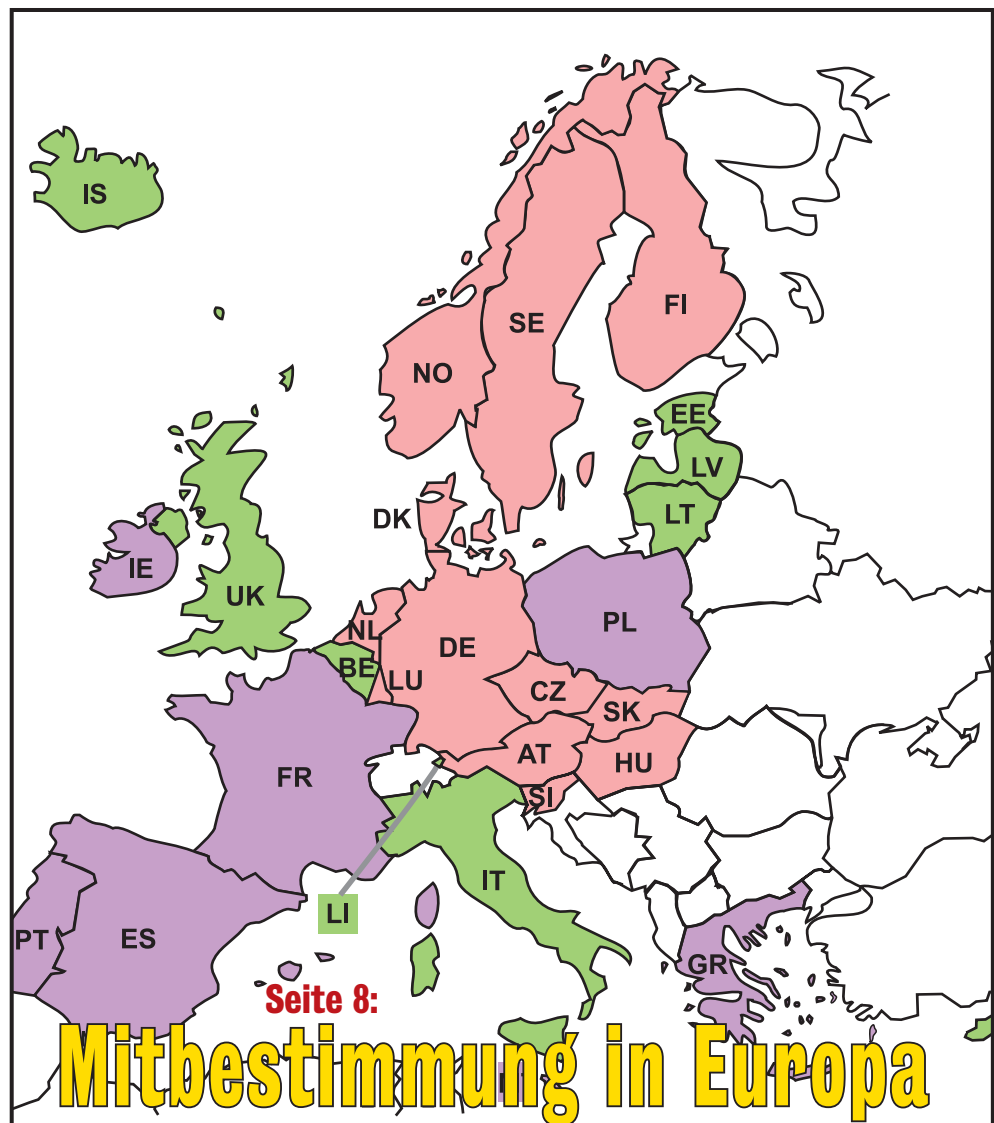 IS
FI
SE
NO
EE
LV
DK
LT
IE
UK
PL
NL
DE
BE
LU
CZ
SK
AT
HU
FR
SI
IT
LI
PT
ES
GR
Seite 8:
Mitbestimmung in Europa